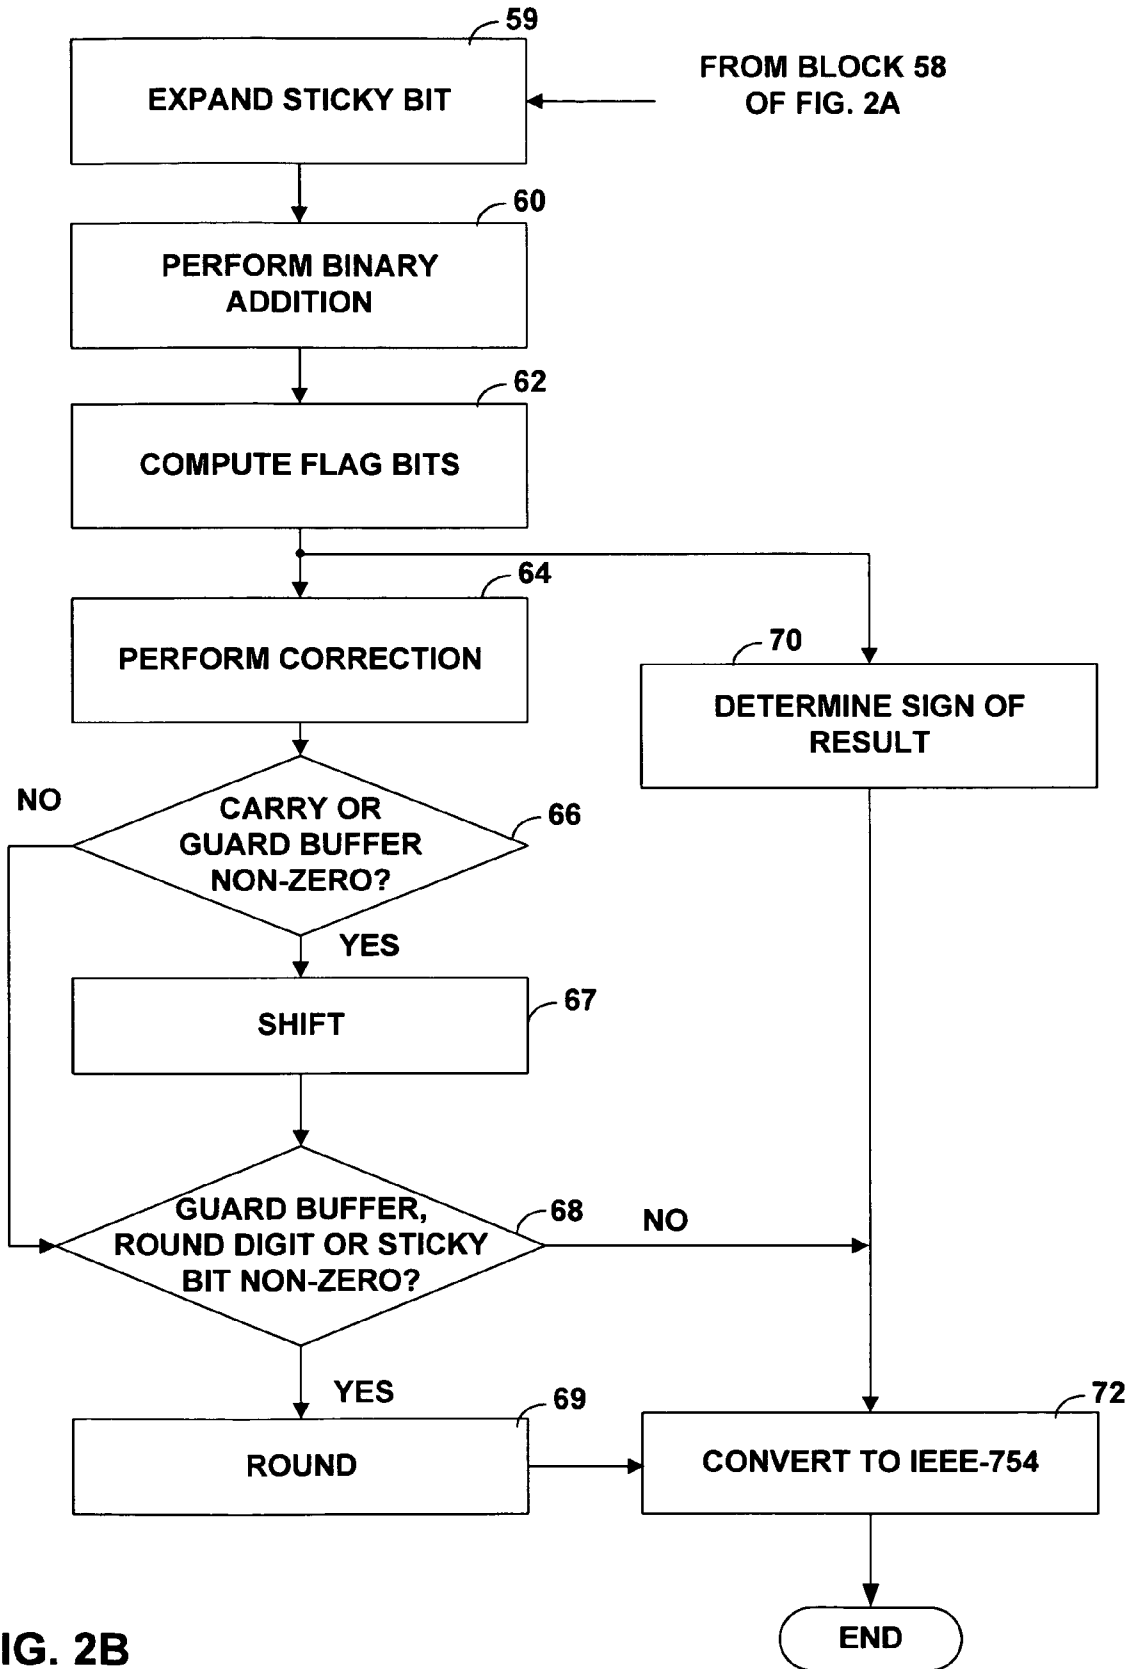 59
EXPAND STICKY BIT
FROM BLOCK 58
OF FIG. 2A
60
PERFORM BINARY
ADDITION
62
COMPUTE FLAG BITS
64
PERFORM CORRECTION
70
DETERMINE SIGN OF
RESULT
NO
CARRY OR
GUARD BUFFER
NON-ZERO?
66
YES
SHIFT
67
GUARD BUFFER,
ROUND DIGIT OR STICKY
BIT NON-ZERO?
68
NO
YES
69
ROUND
72
CONVERT TO IEEE-754
END
IG. 2B